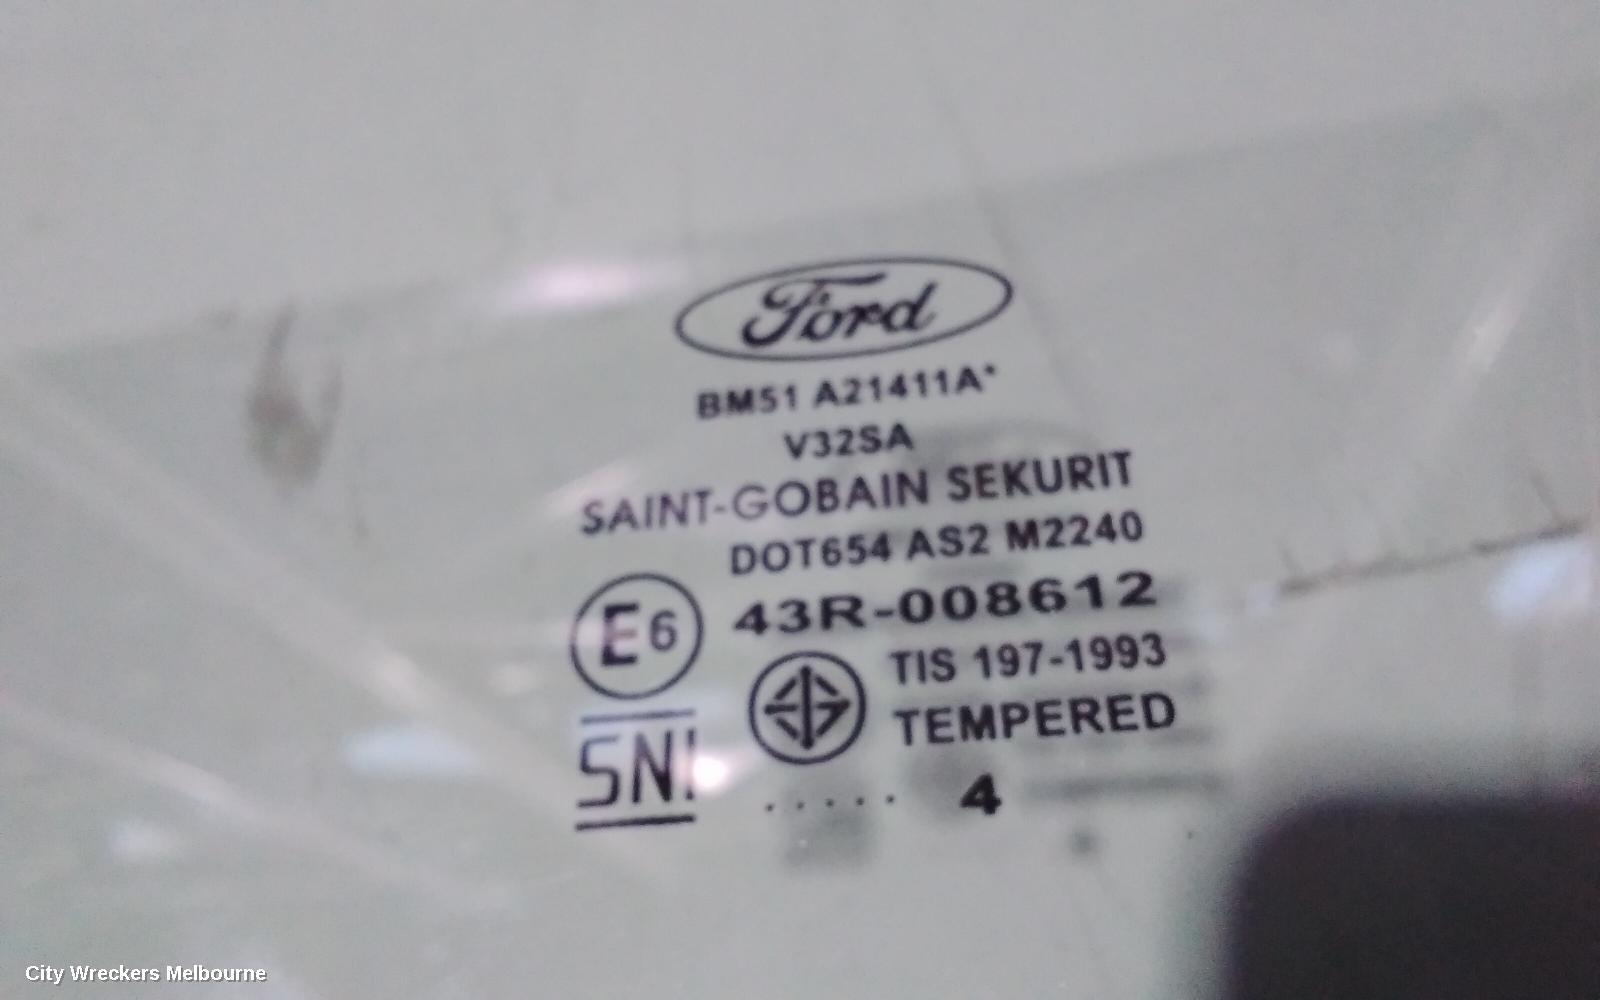 Ford
BM51 A21411A*
V32SA
SAINT-GOBAIN SEKURIT
DOT654 AS2 M2240
E6 43R-008612
TIS 197-1993
TEMPERED
SNI
..... 4
City Wreckers Melbourne